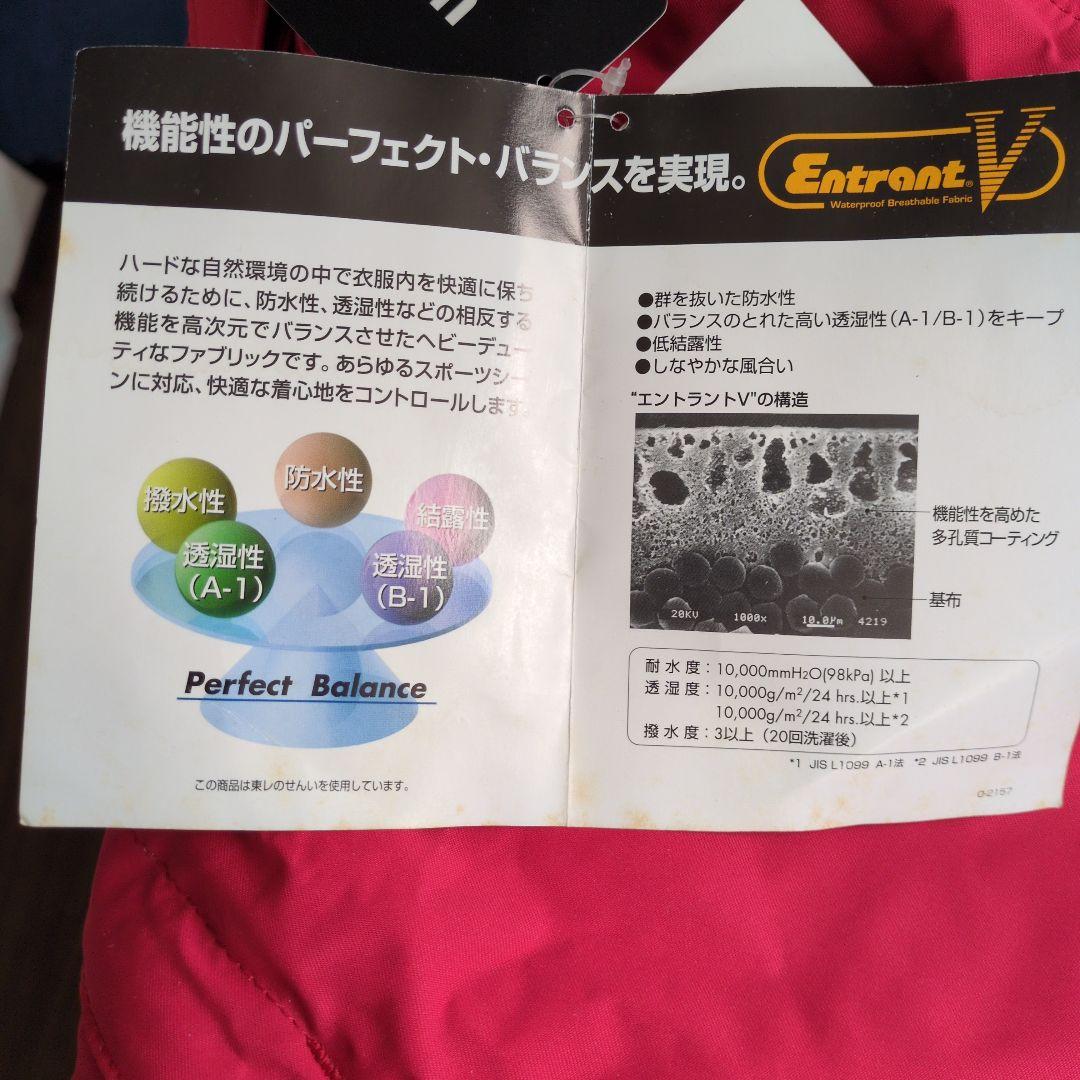 機能性のパーフェクト・バランスを実現。
Entrant® V
Waterproof Breathable Fabric
ハードな自然環境の中で衣服内を快適に保ち
続けるために、防水性、透湿性などの相反する
機能を高次元でバランスさせたヘビーデュー
ティなファブリックです。あらゆるスポーツシー
ンに対応、快適な着心地をコントロールします。
撥水性
防水性
結露性
透湿性
(A-1)
透湿性
(B-1)
Perfect Balance
この商品は東レのせんいを使用しています。
●群を抜いた防水性
●バランスのとれた高い透湿性(A-1/B-1)をキープ
●低結露性
●しなやかな風合い
“エントラントV”の構造
機能性を高めた
多孔質コーティング
基布
20KV 1000x 10.0μm 4219
耐水度:10,000mmH₂O(98kPa)以上
透湿度:10,000g/m²/24 hrs.以上*1
10,000g/m²/24 hrs.以上*2
撥水度:3以上(20回洗濯後)
*1 JIS L1099 A-1法 *2 JIS L1099 B-1法
O-2157